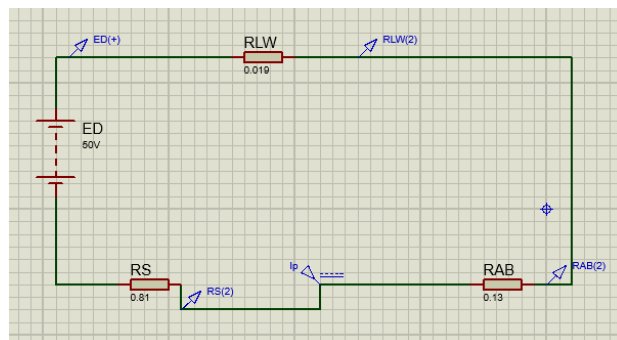 ED(+)
RLW
0.019
RLW(2)
ED
50V
RS
0.81
RS(2)
Ip
RAB
0.13
RAB(2)